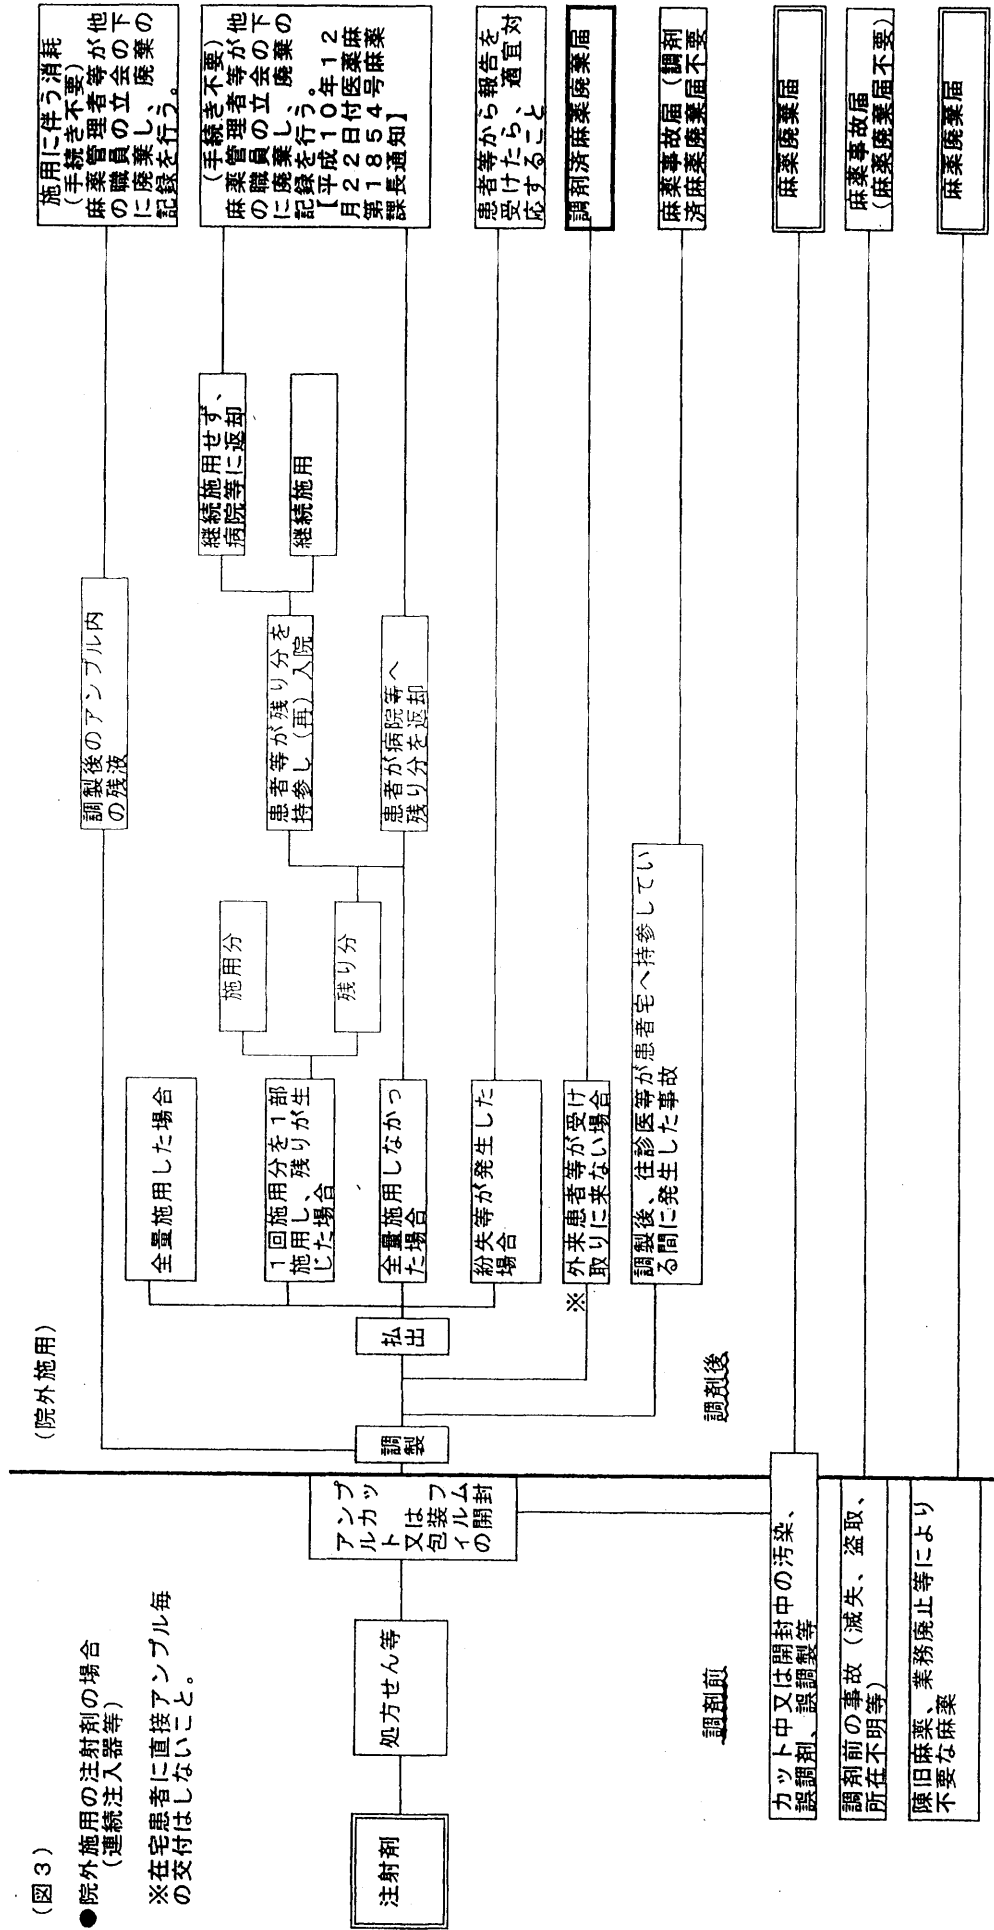 (図3)
●院外施用の注射剤の場合
(連続注入器等)
※在宅患者に直接アンプル毎
の交付はしないこと。
(院外施用)
注射剤
処方せん等
アンプ
ルカッ
ト
又は
包装フ
ィルム
の開封
調製
払出
調剤前
調剤後
調製後のアンプル内
の残液
施用に伴う消耗
(手続き不要)
麻薬管理者等が他
の職員の立会の下
に廃棄し、廃棄の
記録を行う。
全量施用した場合
1回施用分を1部
施用し、残りが生
じた場合
施用分
残り分
患者等が残り分を
持参し(再)入院
継続施用せず、
病院等に返却
継続施用
(手続き不要)
麻薬管理者等が他
の職員の立会の下
に廃棄し、廃棄の
記録を行う。
【平成10年12
月22日付医薬麻
第1854号麻薬
課長通知】
全量施用しなかっ
た場合
患者が病院等へ
残り分を返却
紛失等が発生した
場合
患者等から報告を
受けたら、適宜対
応すること
※
外来患者等が受け
取りに来ない場合
調剤済麻薬廃棄届
調製後、往診医等が患者宅へ持参してい
る間に発生した事故
麻薬事故届(調剤
済麻薬廃棄届不要
カット中又は開封中の汚染、
誤調剤、誤調製等
麻薬廃棄届
調剤前の事故(滅失、盗取、
所在不明等)
麻薬事故届
(麻薬廃棄届不要)
陳旧麻薬、業務廃止等により
不要な麻薬
麻薬廃棄届